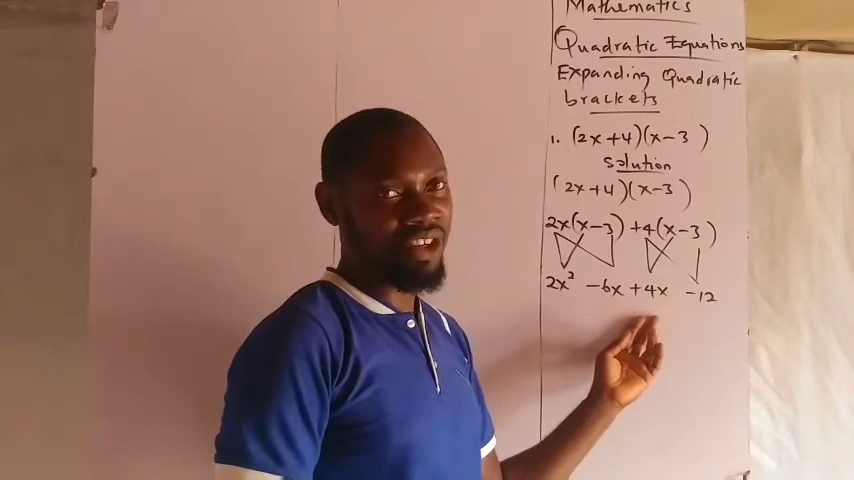 Mathematics
Quadratic Equations
Expanding Quadratic
brackets
1. (2x+4)(x-3)
solution
(2x+4)(x-3)
2x(x-3)+4(x-3)
2x² -6x +4x -12